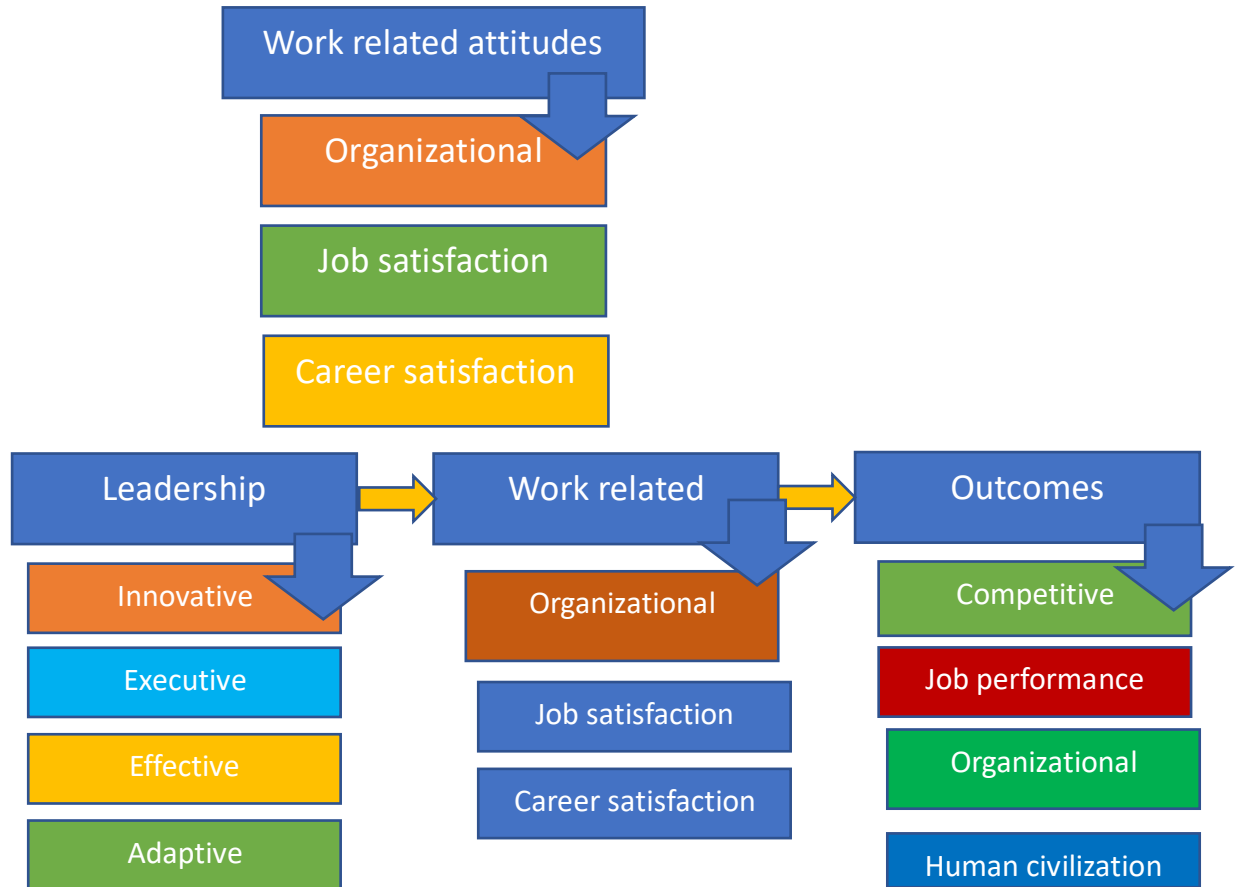 Work related attitudes
Organizational
Job satisfaction
Career satisfaction
Leadership
Work related
Outcomes
Innovative
Organizational
Competitive
Executive
Job satisfaction
Job performance
Effective
Career satisfaction
Organizational
Adaptive
Human civilization